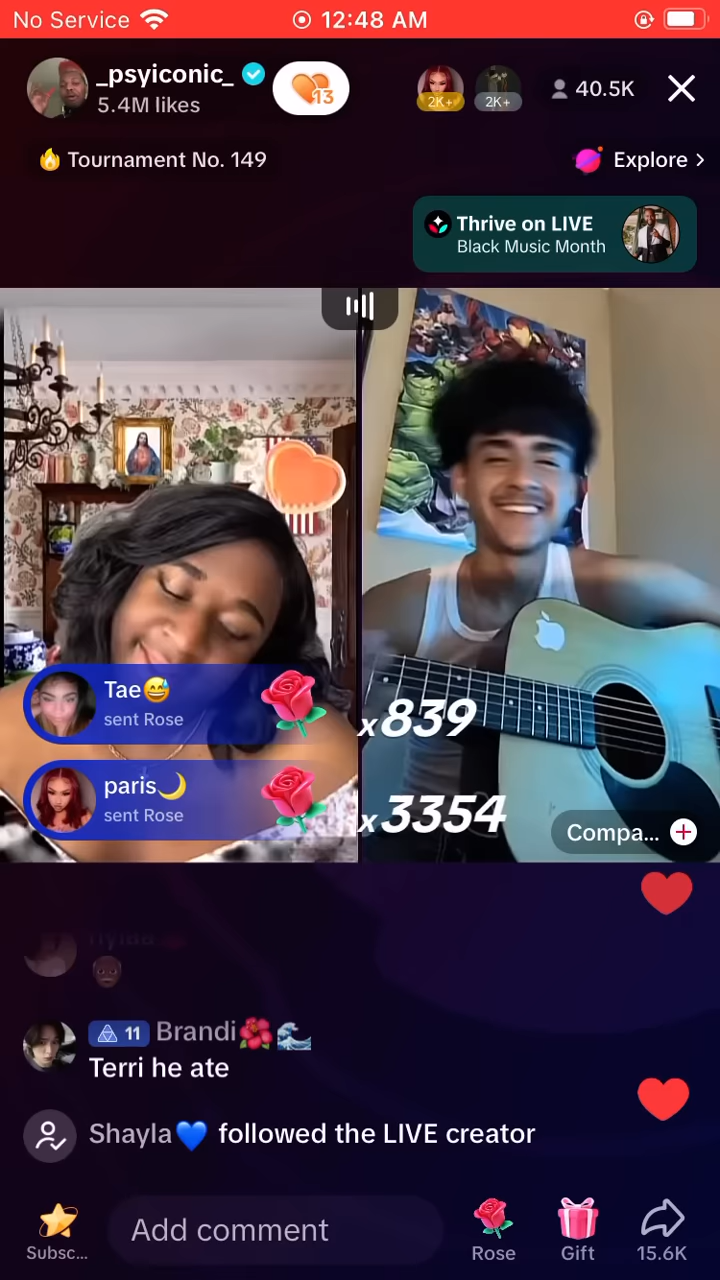 No Service
12:48 AM
_psyiconic_
5.4M likes
13
2K+
2K+
40.5K
Tournament No. 149
Explore >
Thrive on LIVE
Black Music Month
Tae😅
sent Rose
x839
paris🌙
sent Rose
x3354
Compa...
11 Brandi🌺🌊
Terri he ate
Shayla💙 followed the LIVE creator
Subsc...
Add comment
Rose
Gift
15.6K